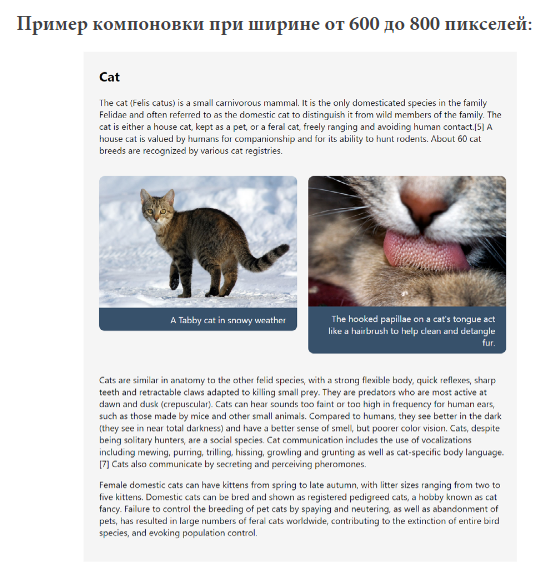 Пример компоновки при ширине от 600 до 800 пикселей:
Cat
The cat (Felis catus) is a small carnivorous mammal. It is the only domesticated species in the family
Felidae and often referred to as the domestic cat to distinguish it from wild members of the family. The
cat is either a house cat, kept as a pet, or a feral cat, freely ranging and avoiding human contact.[5] A
house cat is valued by humans for companionship and for its ability to hunt rodents. About 60 cat
breeds are recognized by various cat registries.
A Tabby cat in snowy weather
The hooked papillae on a cat's tongue act
like a hairbrush to help clean and detangle
fur.
Cats are similar in anatomy to the other felid species, with a strong flexible body, quick reflexes, sharp
teeth and retractable claws adapted to killing small prey. They are predators who are most active at
dawn and dusk (crepuscular). Cats can hear sounds too faint or too high in frequency for human ears,
such as those made by mice and other small animals. Compared to humans, they see better in the dark
(they see in near total darkness) and have a better sense of smell, but poorer color vision. Cats, despite
being solitary hunters, are a social species. Cat communication includes the use of vocalizations
including mewing, purring, trilling, hissing, growling and grunting as well as cat-specific body language.
[7] Cats also communicate by secreting and perceiving pheromones.
Female domestic cats can have kittens from spring to late autumn, with litter sizes ranging from two to
five kittens. Domestic cats can be bred and shown as registered pedigreed cats, a hobby known as cat
fancy. Failure to control the breeding of pet cats by spaying and neutering, as well as abandonment of
pets, has resulted in large numbers of feral cats worldwide, contributing to the extinction of entire bird
species, and evoking population control.